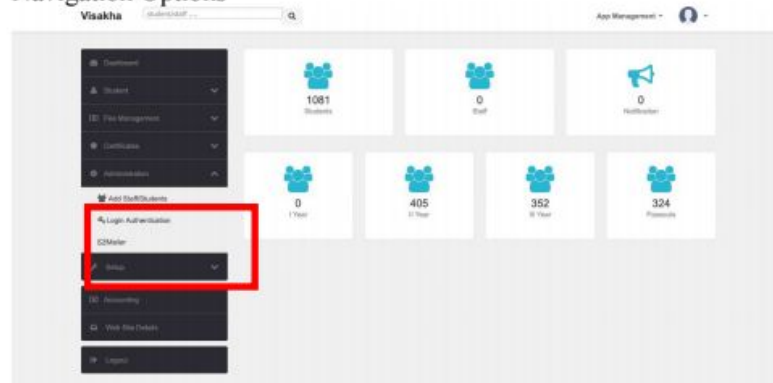 Navigation Options
Visakha
student/staff ....
App Management
Dashboard
Student
Fee Management
Certificates
Administration
Add Staff/Students
Login Authentication
Setup
Accounting
Web Site Details
Logout
1081
Students
0
Staff
0
Notification
0
I Year
405
II Year
352
III Year
324
Passouts